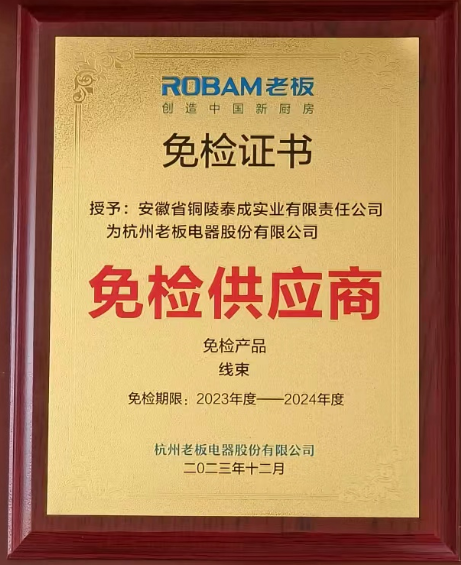 ROBAM老板
创造中国新厨房
免检证书
授予：安徽省铜陵泰成实业有限责任公司
为杭州老板电器股份有限公司
免检供应商
免检产品
线束
免检期限：2023年度——2024年度
杭州老板电器股份有限公司
二〇二三年十二月